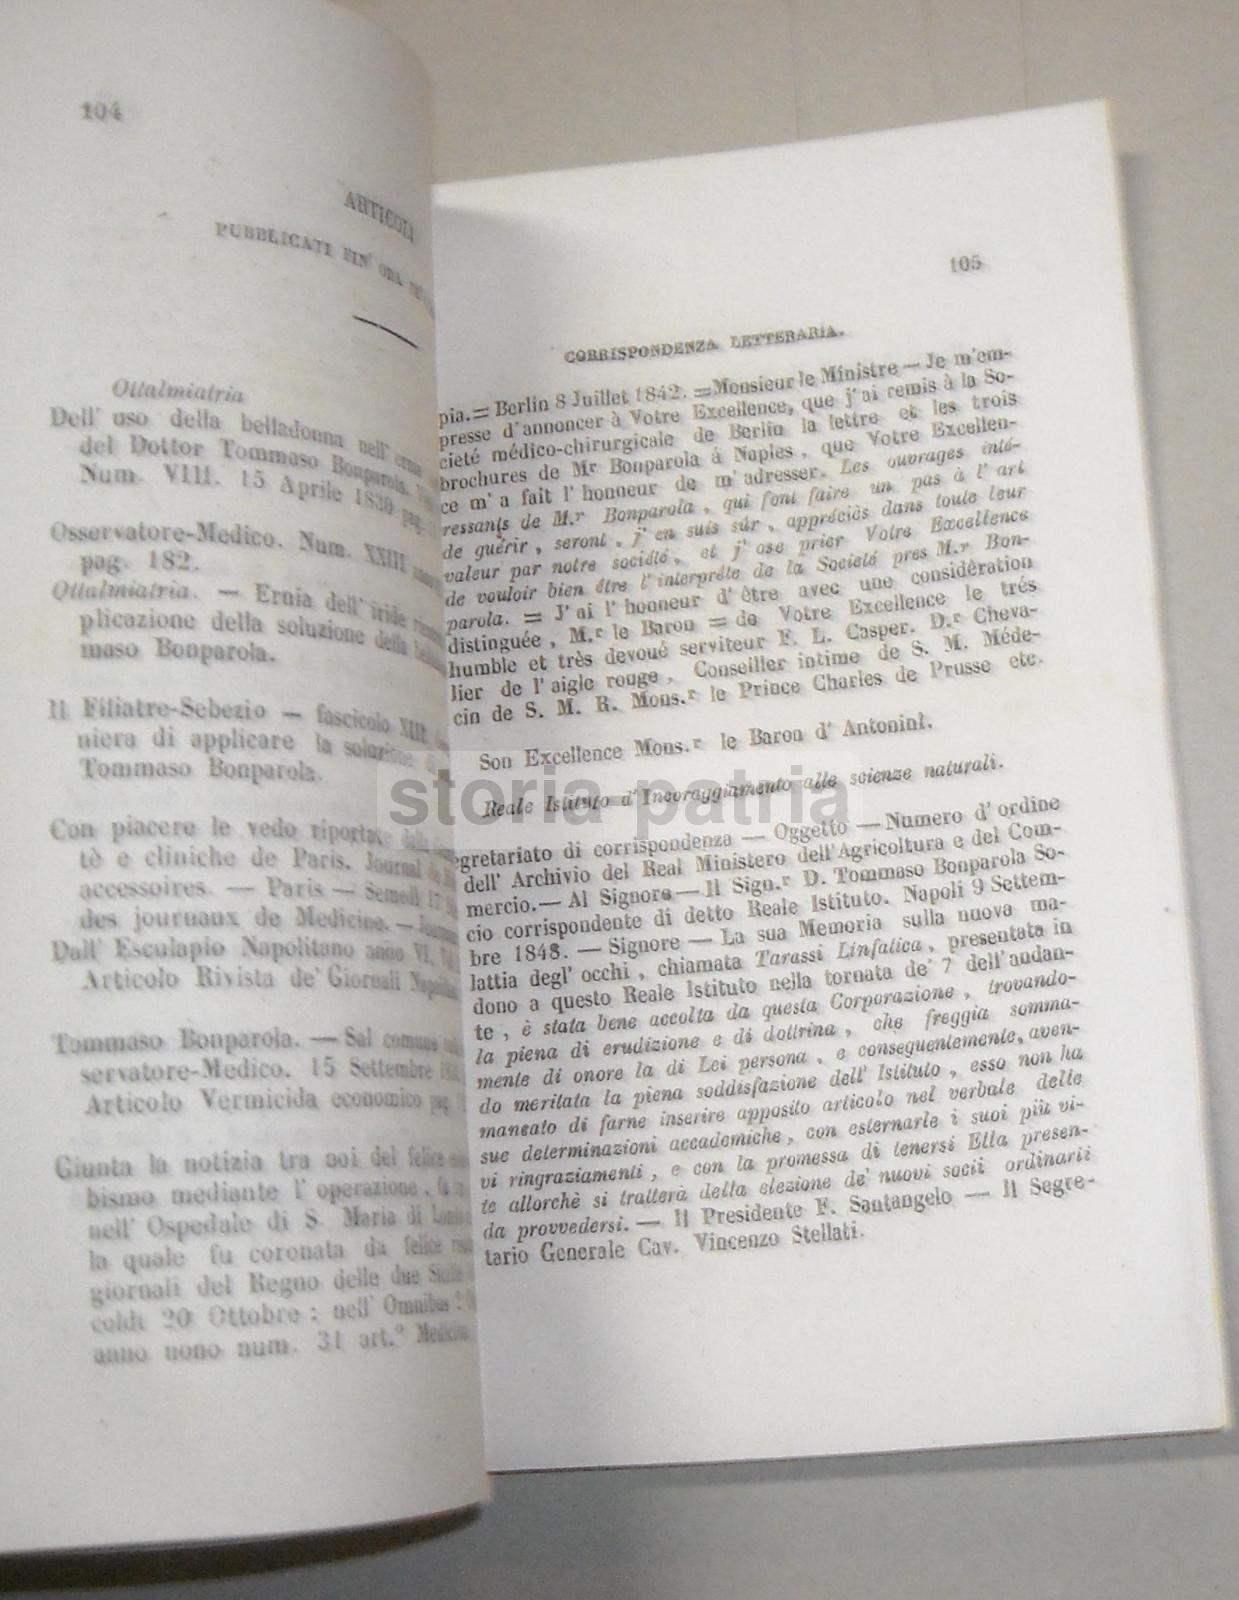 104
ARTICOLI
PUBBLICATI FIN' ORA
Ottalmiatria
Dell' uso della belladonna nell' ernia
del Dottor Tommaso Bonparola.
Num. VIII. 15 Aprile 1839 pag.
Osservatore-Medico. Num. XXIII
pag. 182.
Ottalmiatria. — Ernia dell' iride
plicazione della soluzione della
maso Bonparola.
Il Filiatre-Sebezio — fascicolo XIII
niera di applicare la soluzione
Tommaso Bonparola.
Con piacere le vedo riportate
tè e cliniche de Paris. Journal de
accessoires. — Paris — Semedi 17
des journaux de Medicine. —
Dall' Esculapio Napolitano anno VI,
Articolo Rivista de' Giornali
Tommaso Bonparola. — Sal comune
servatore-Medico. 15 Settembre
Articolo Vermicida economico pag.
Giunta la notizia tra noi del felice
bismo mediante l' operazione,
nell' Ospedale di S. Maria di
la quale fu coronata da felice
giornali del Regno delle due Sicilie
coldì 20 Ottobre: nell' Omnibus
anno nono num. 31 art.° Medicina
105
CORRISPONDENZA LETTERARIA.
pia.= Berlin 8 Juillet 1842. =Monsieur le Ministre — Je m'em-
presse d'annoncer à Votre Excellence, que j'ai remis à la So-
cieté médico-chirurgicale de Berlin la lettre et les trois
brochures de Mr Bonparola á Naples, que Votre Excellen-
ce m' a fait l' honneur de m' adresser. Les ouvrages inté-
ressants de M.r Bonparola, qui font faire un pas à l' art
de guérir, seront, j' en suis sûr, appréciès dans toute leur
valeur par notre société, et j' ose prier Votre Excellence
de vouloir bien être l'interprête de la Societé pres M.r Bon-
parola. = J' ai l' honneur d' être avec une considération
distinguée, M.r le Baron = de Votre Excellence le trés
humble et très devoué serviteur F. L. Casper. D.r Cheva-
lier de l' aigle rouge, Conseiller intime de S. M. Méde-
cin de S. M. R. Mons.r le Prince Charles de Prusse etc.
Son Excellence Mons.r le Baron d' Antonini.
Reale Istituto d' Incoraggiamento alle scienze naturali.
storia-patria
egretariato di corrispondenza — Oggetto — Numero d' ordine
dell' Archivio del Real Ministero dell' Agricoltura e del Com-
mercio.— Al Signore — Il Sign.r D. Tommaso Bonparola So-
cio corrispondente di detto Reale Istituto. Napoli 9 Settem-
bre 1843. — Signore — La sua Memoria sulla nuova ma-
lattia degl' occhi, chiamata Tarassi Linfatica, presentata in
dono a questo Reale Istituto nella tornata de' 7 dell' andan-
te, è stata bene accolta da questa Corporazione, trovando-
la piena di erudizione e di dottrina, che freggia somma-
mente di onore la di Lei persona, e conseguentemente, aven-
do meritata la piena soddisfazione dell' Istituto, esso non ha
mancato di farne inserire apposito articolo nel verbale delle
sue determinazioni accademiche, con esternarle i suoi più vi-
vi ringraziamenti, e con la promessa di tenersi Ella presen-
te allorchè si tratterà della elezione de' nuovi socii ordinarii
da provvedersi. — Il Presidente F. Santangelo — Il Segre-
tario Generale Cav. Vincenzo Stellati.